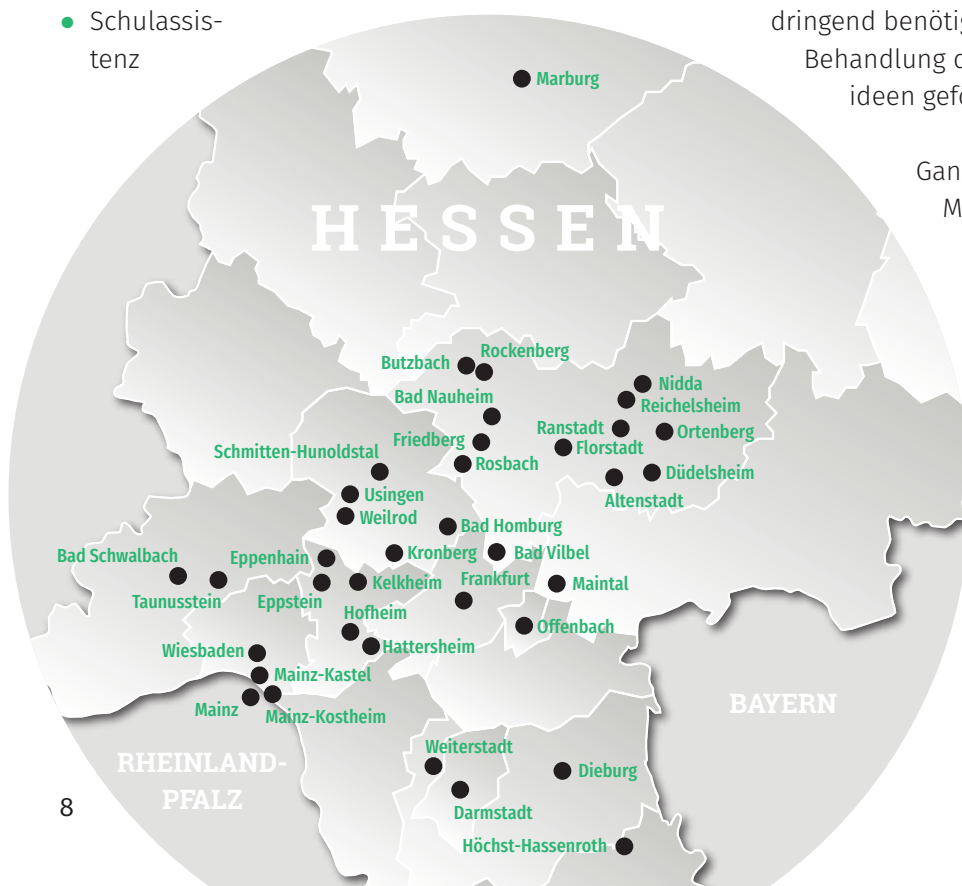 Schulassis-
tenz
dringend benötig
Behandlung d
ideen gefo
Gan
M
Marburg
HESSEN
Rockenberg
Butzbach
Nidda
Bad Nauheim
Reichelsheim
Ranstadt
Ortenberg
Friedberg
Florstadt
Schmitten-Hunoldstal
Rosbach
Düdelsheim
Usingen
Altenstadt
Weilrod
Bad Homburg
Bad Schwalbach
Eppenhain
Kronberg
Bad Vilbel
Frankfurt
Kelkheim
Maintal
Taunusstein
Eppstein
Hofheim
Offenbach
Hattersheim
Wiesbaden
Mainz-Kastel
Mainz
Mainz-Kostheim
BAYERN
RHEINLAND-
PFALZ
Weiterstadt
Dieburg
8
Darmstadt
Höchst-Hassenroth